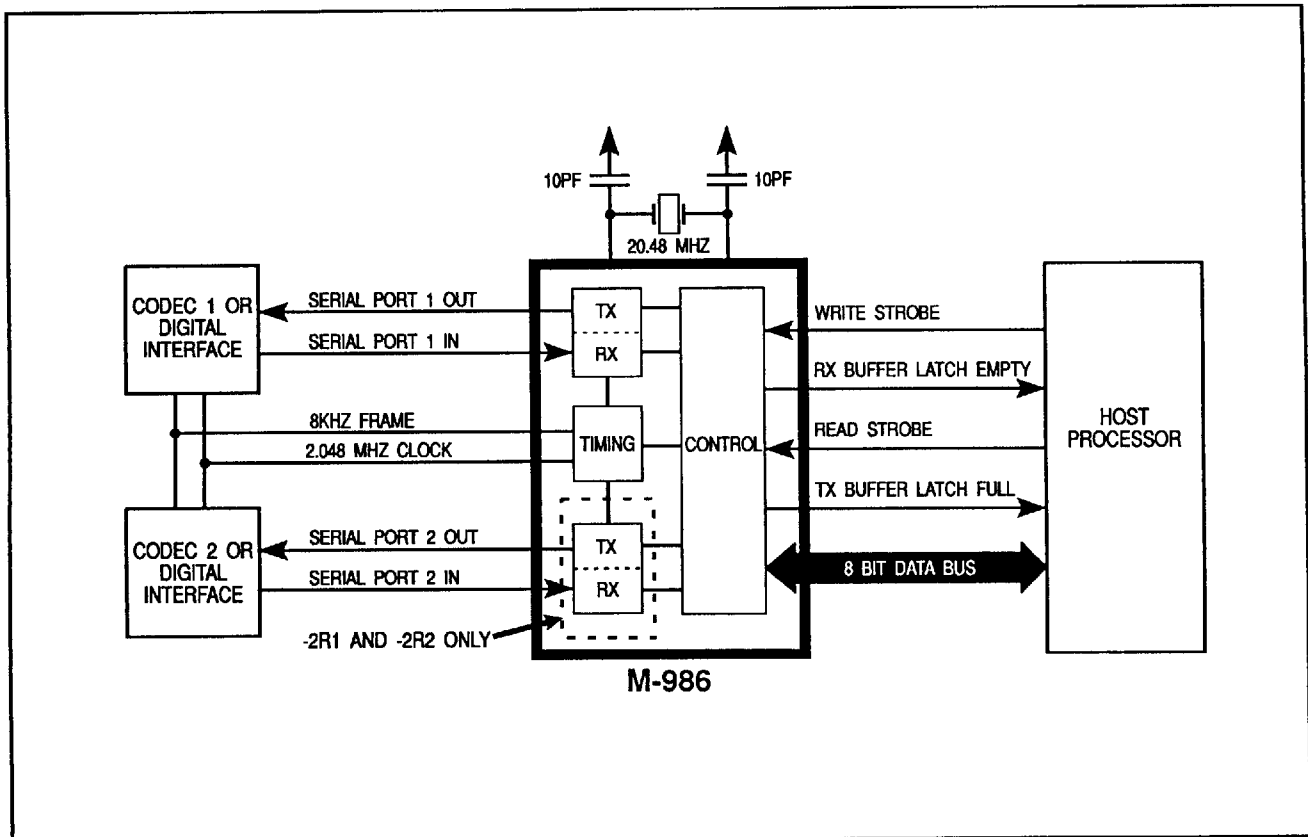 10PF
10PF
20.48 MHZ
CODEC 1 OR
DIGITAL
INTERFACE
SERIAL PORT 1 OUT
SERIAL PORT 1 IN
8KHZ FRAME
2.048 MHZ CLOCK
CODEC 2 OR
DIGITAL
INTERFACE
SERIAL PORT 2 OUT
SERIAL PORT 2 IN
-2R1 AND -2R2 ONLY
TX
RX
TIMING
TX
RX
CONTROL
M-986
WRITE STROBE
RX BUFFER LATCH EMPTY
READ STROBE
TX BUFFER LATCH FULL
8 BIT DATA BUS
HOST
PROCESSOR